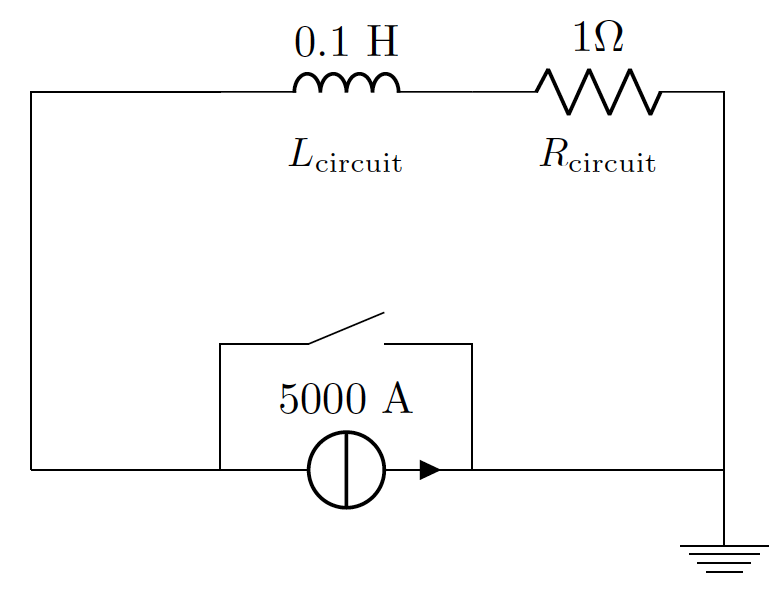 0.1 H
1Ω
L_circuit
R_circuit
5000 A